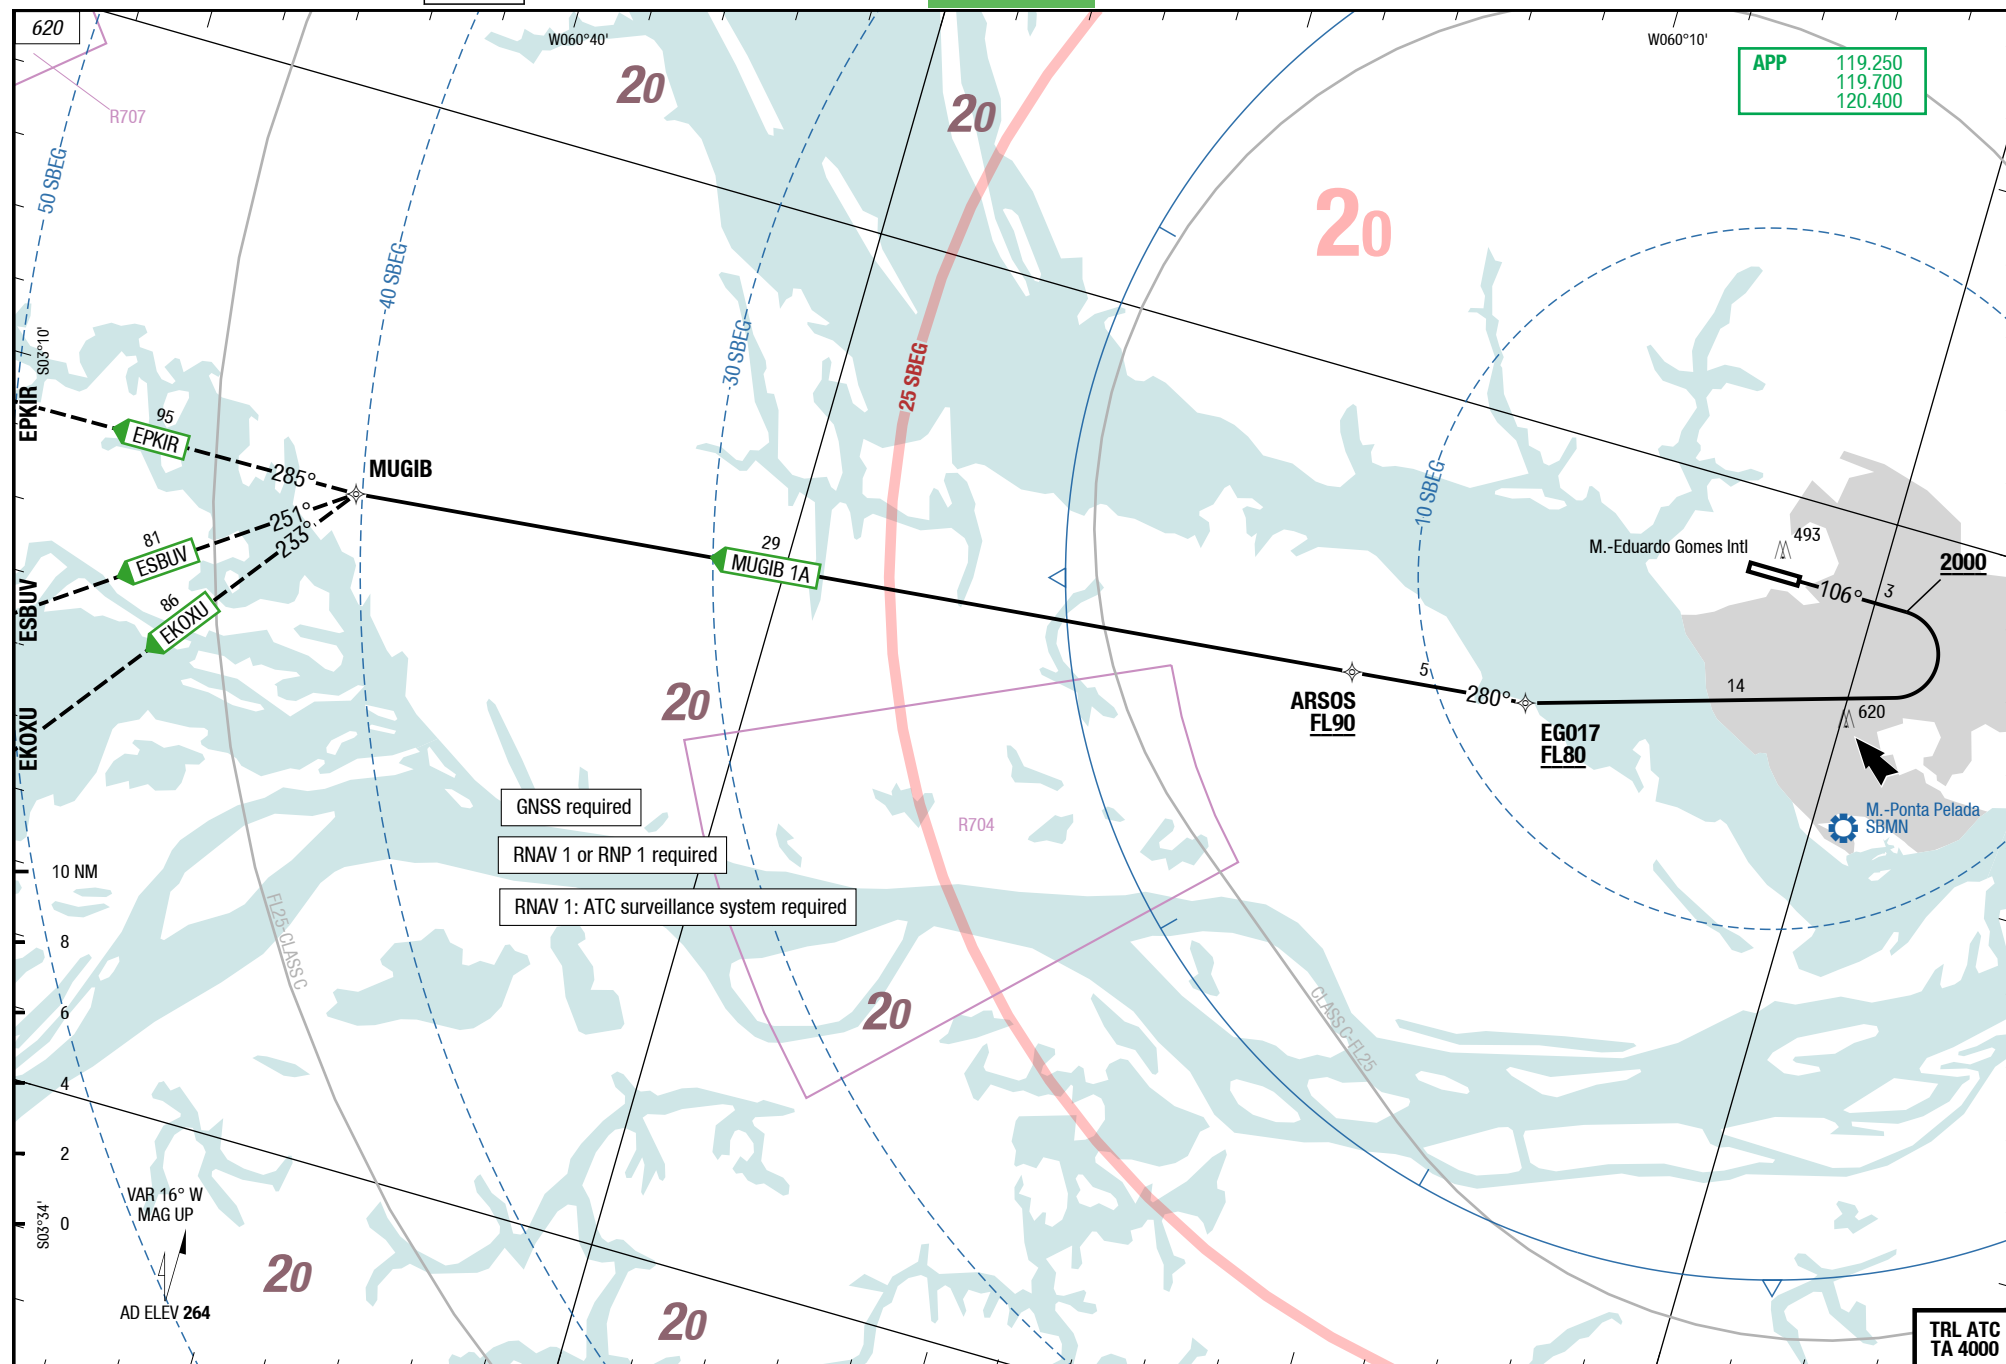 620
W060°40'
W060°10'
APP 119.250
119.700
120.400
R707
20
20
20
50 SBEG
40 SBEG
30 SBEG
25 SBEG
10 SBEG
S03°10'
EPKIR
95
EPKIR
285°
MUGIB
251°
233°
81
ESBUV
ESBUV
86
EKOXU
EKOXU
29
MUGIB 1A
M.-Eduardo Gomes Intl
493
2000
106°
3
5
280°
14
ARSOS
FL90
EG017
FL80
620
20
M.-Ponta Pelada
SBMN
GNSS required
RNAV 1 or RNP 1 required
RNAV 1: ATC surveillance system required
R704
10 NM
8
6
4
2
0
FL25-CLASS C
CLASS C-FL25
20
VAR 16° W
MAG UP
S03°34'
AD ELEV 264
20
20
TRL ATC
TA 4000